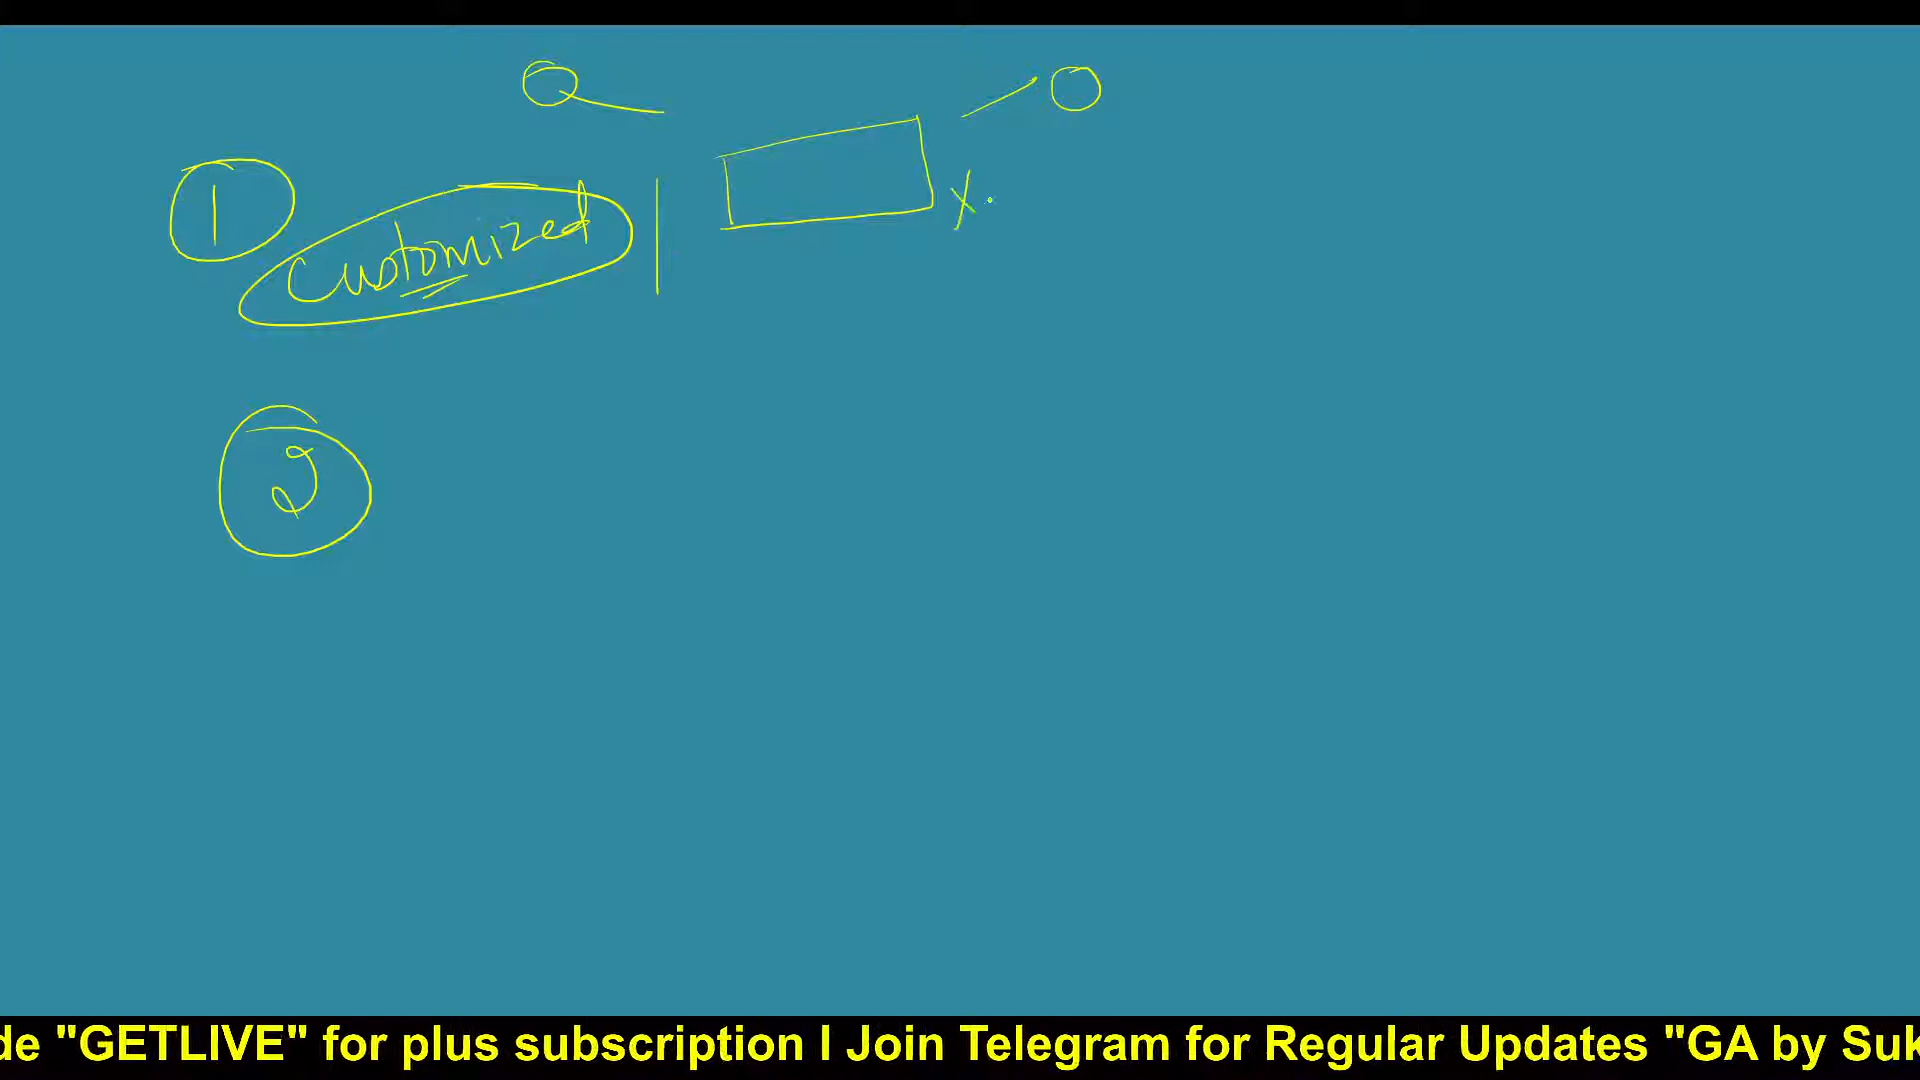 1
Customized
X
2
de "GETLIVE" for plus subscription I Join Telegram for Regular Updates "GA by Suk